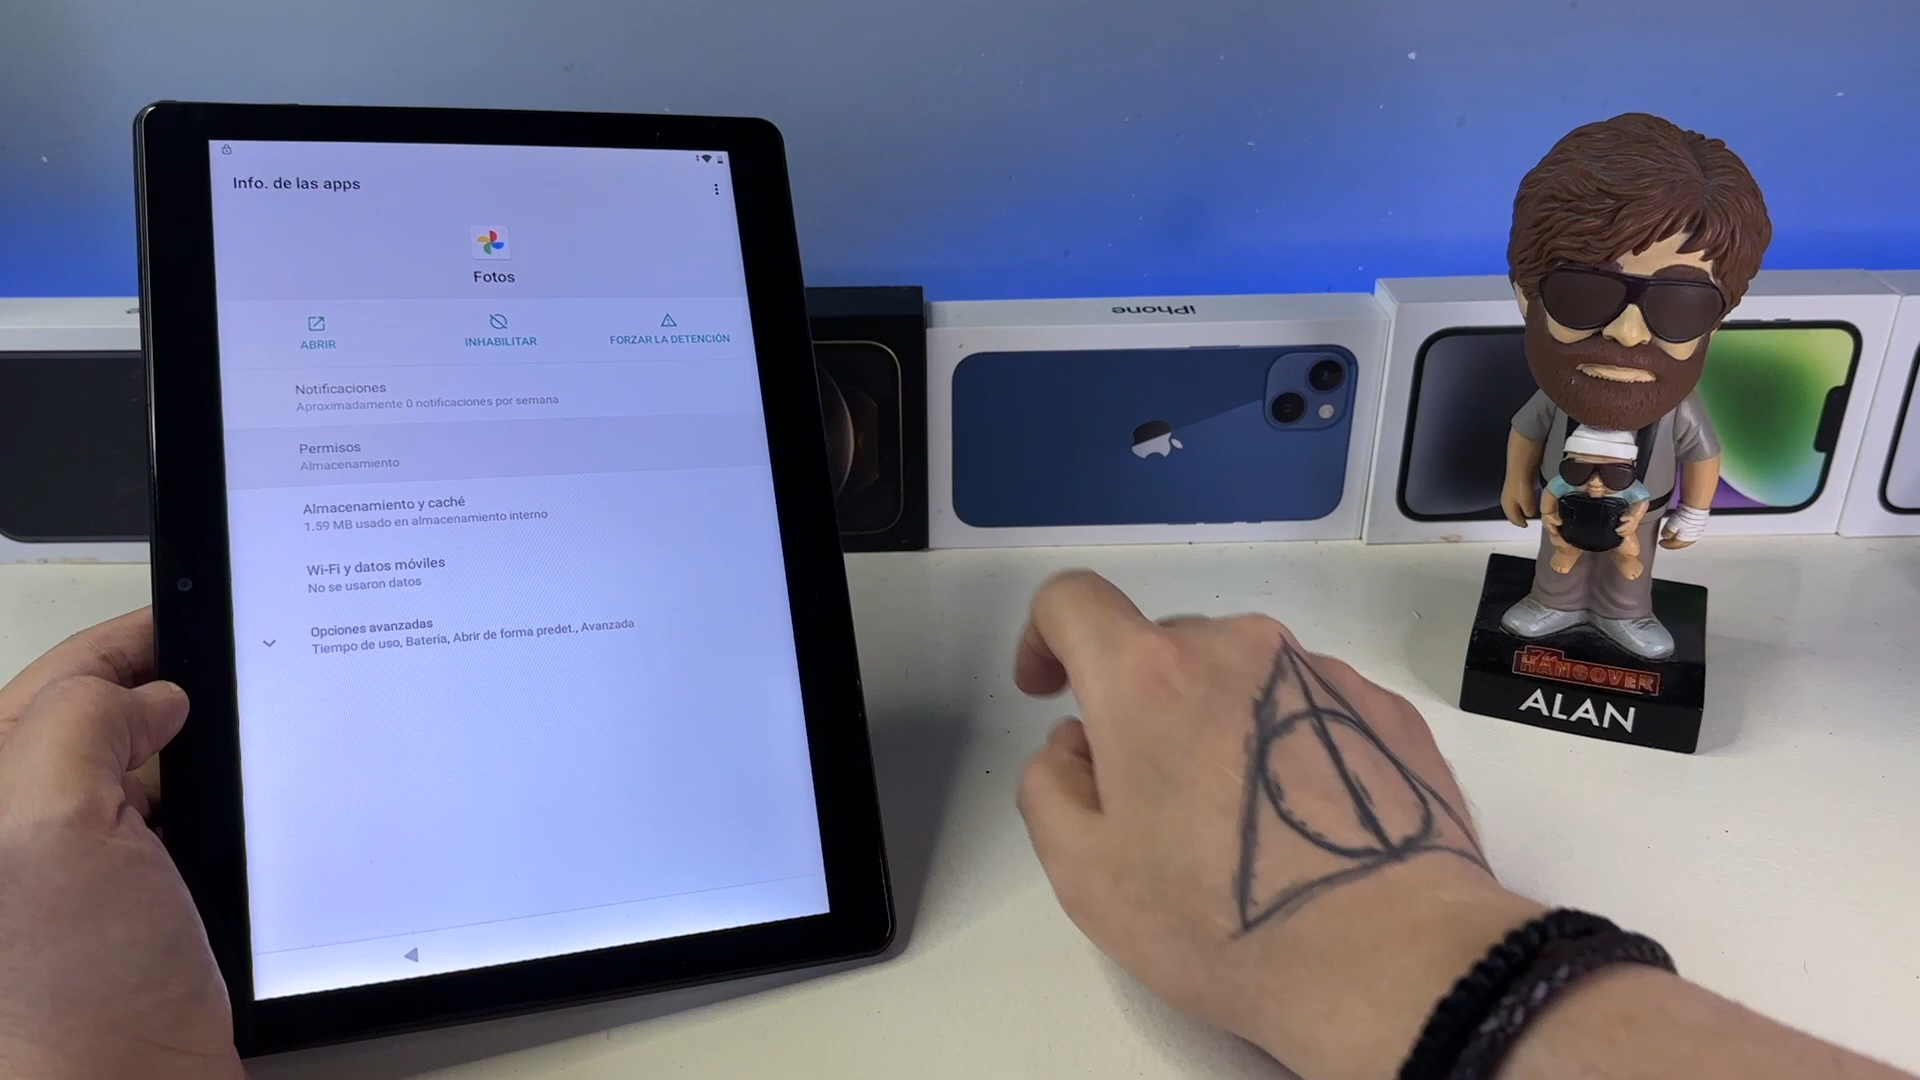 Info. de las apps
Fotos
ABRIR
INHABILITAR
FORZAR LA DETENCIÓN
Notificaciones
Aproximadamente 0 notificaciones por semana
Permisos
Almacenamiento
Almacenamiento y caché
1.59 MB usado en almacenamiento interno
Wi-Fi y datos móviles
No se usaron datos
Opciones avanzadas
Tiempo de uso, Batería, Abrir de forma predet., Avanzada
iPhone
The HANGOVER
ALAN